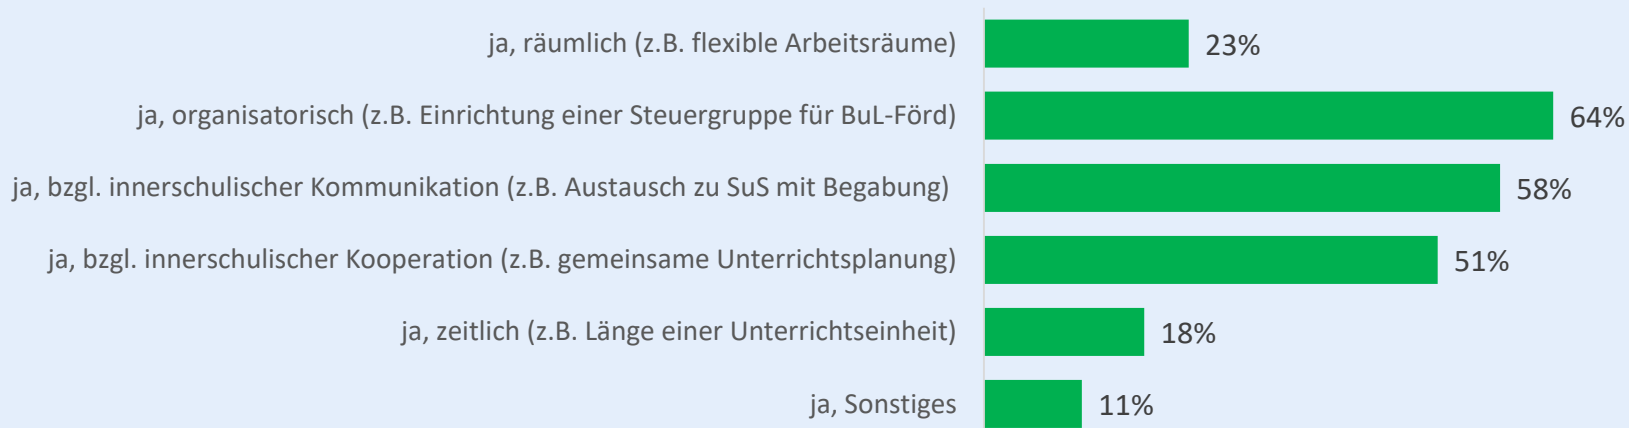 ja, räumlich (z.B. flexible Arbeitsräume) 23%
ja, organisatorisch (z.B. Einrichtung einer Steuergruppe für BuL-Förd) 64%
ja, bzgl. innerschulischer Kommunikation (z.B. Austausch zu SuS mit Begabung) 58%
ja, bzgl. innerschulischer Kooperation (z.B. gemeinsame Unterrichtsplanung) 51%
ja, zeitlich (z.B. Länge einer Unterrichtseinheit) 18%
ja, Sonstiges 11%